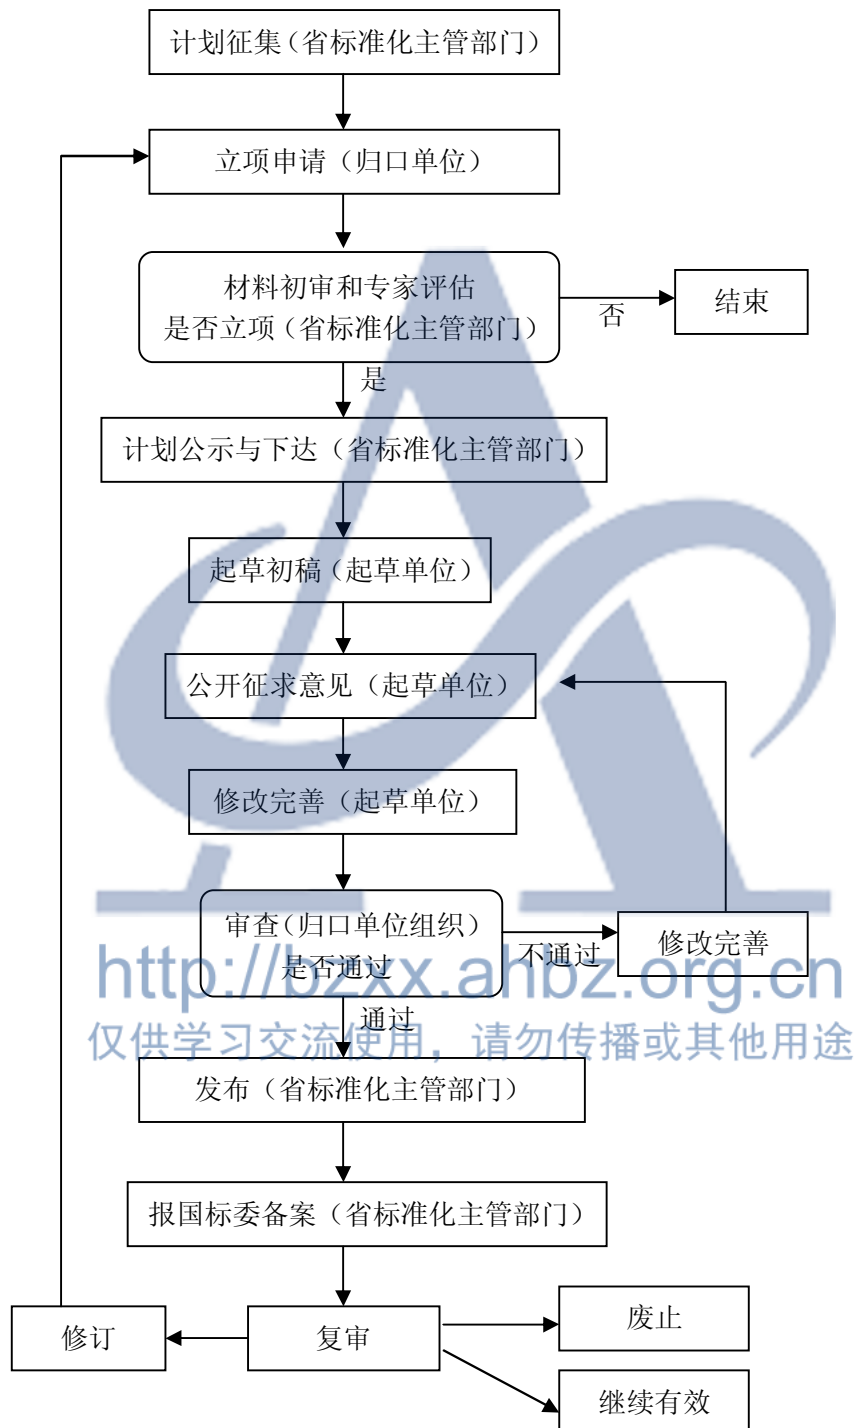 计划征集（省标准化主管部门）
立项申请（归口单位）
材料初审和专家评估
是否立项（省标准化主管部门）
否
结束
是
计划公示与下达（省标准化主管部门）
起草初稿（起草单位）
公开征求意见（起草单位）
修改完善（起草单位）
审查（归口单位组织）
是否通过
不通过
修改完善
http://bzxx.ahbz.org.cn
通过
仅供学习交流使用，请勿传播或其他用途
发布（省标准化主管部门）
报国标委备案（省标准化主管部门）
修订
复审
废止
继续有效